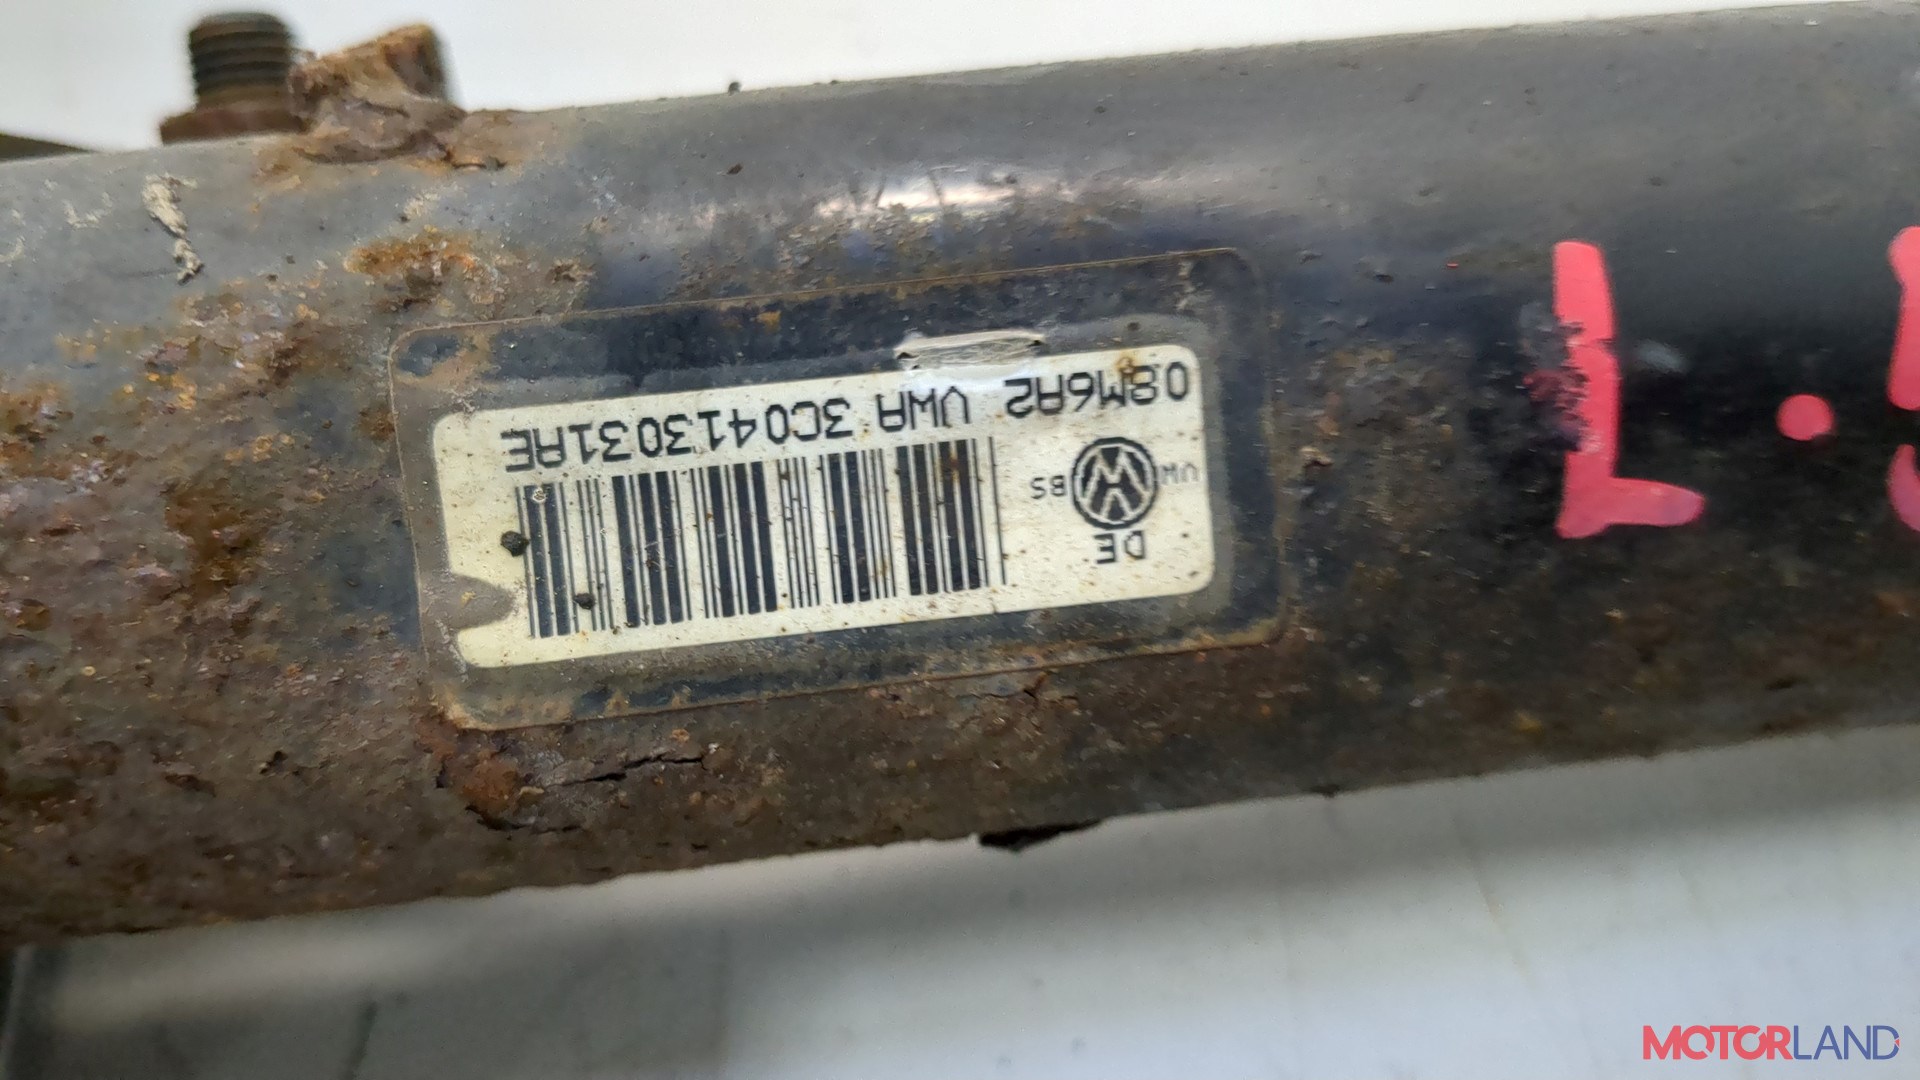 DE
VW BS
08M6A2 VWA 3C0413031AE
L.
MOTORLAND